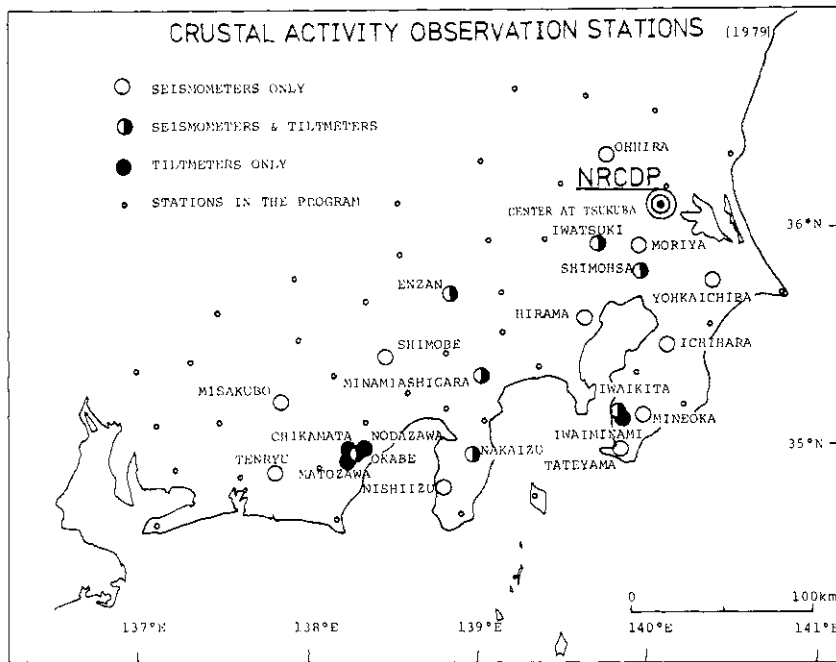 CRUSTAL ACTIVITY OBSERVATION STATIONS (1979)
SEISMOMETERS ONLY
SEISMOMETERS & TILTMETERS
TILTMETERS ONLY
STATIONS IN THE PROGRAM
OHHIRA
NRCDP
CENTER AT TSUKUBA
36°N
IWATSUKI
MORIYA
SHIMOHSA
ENZAN
YOHKAICHIBA
HIRAMA
SHIMOBE
ICHIHARA
MINAMIASHIGARA
MISAKUBO
IWAIKITA
MINEOKA
CHIKAMATA
NODAZAWA
IWAIMINAMI
35°N
TENRYU
OKABE
NAKAIZU
TATEYAMA
MATOZAWA
NISHIIZU
0 100km
137°E 138°E 139°E 140°E 141°E